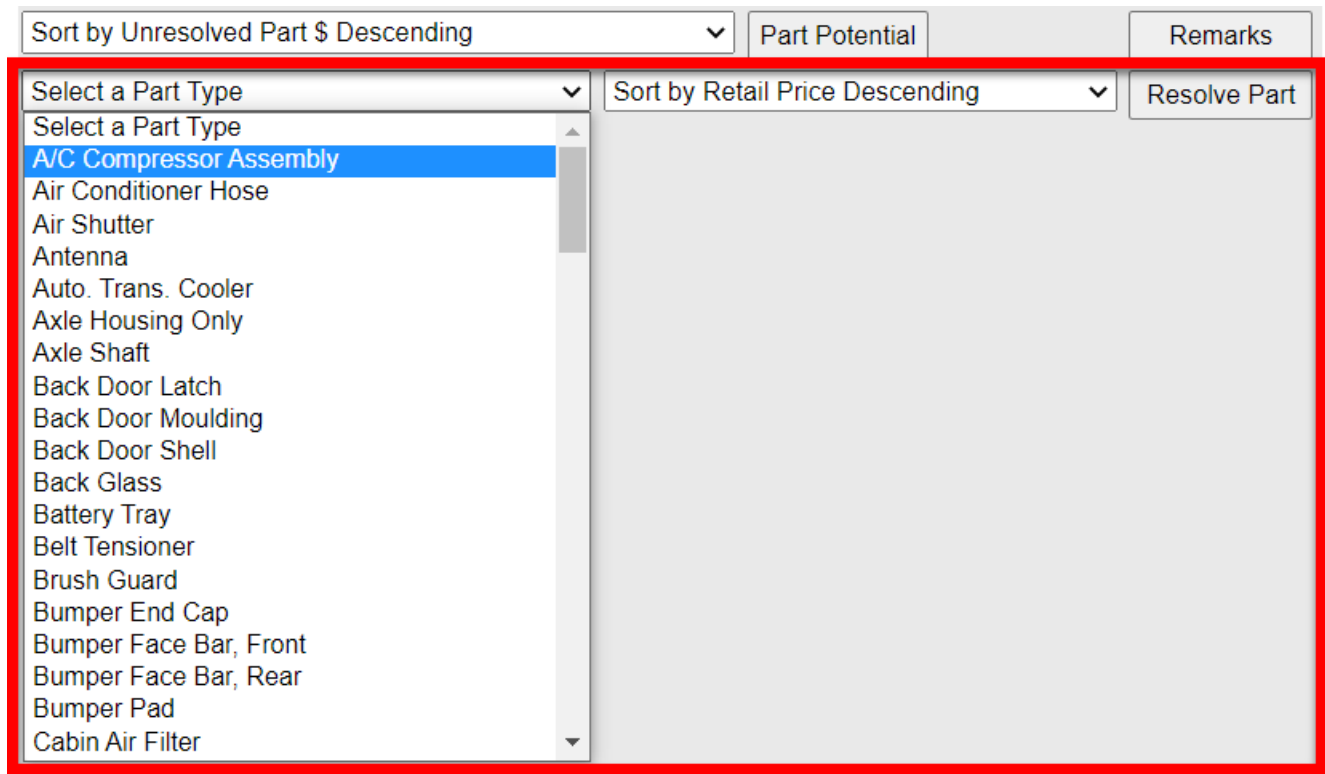 Sort by Unresolved Part $ Descending Part Potential Remarks
Select a Part Type Sort by Retail Price Descending Resolve Part
Select a Part Type
A/C Compressor Assembly
Air Conditioner Hose
Air Shutter
Antenna
Auto. Trans. Cooler
Axle Housing Only
Axle Shaft
Back Door Latch
Back Door Moulding
Back Door Shell
Back Glass
Battery Tray
Belt Tensioner
Brush Guard
Bumper End Cap
Bumper Face Bar, Front
Bumper Face Bar, Rear
Bumper Pad
Cabin Air Filter